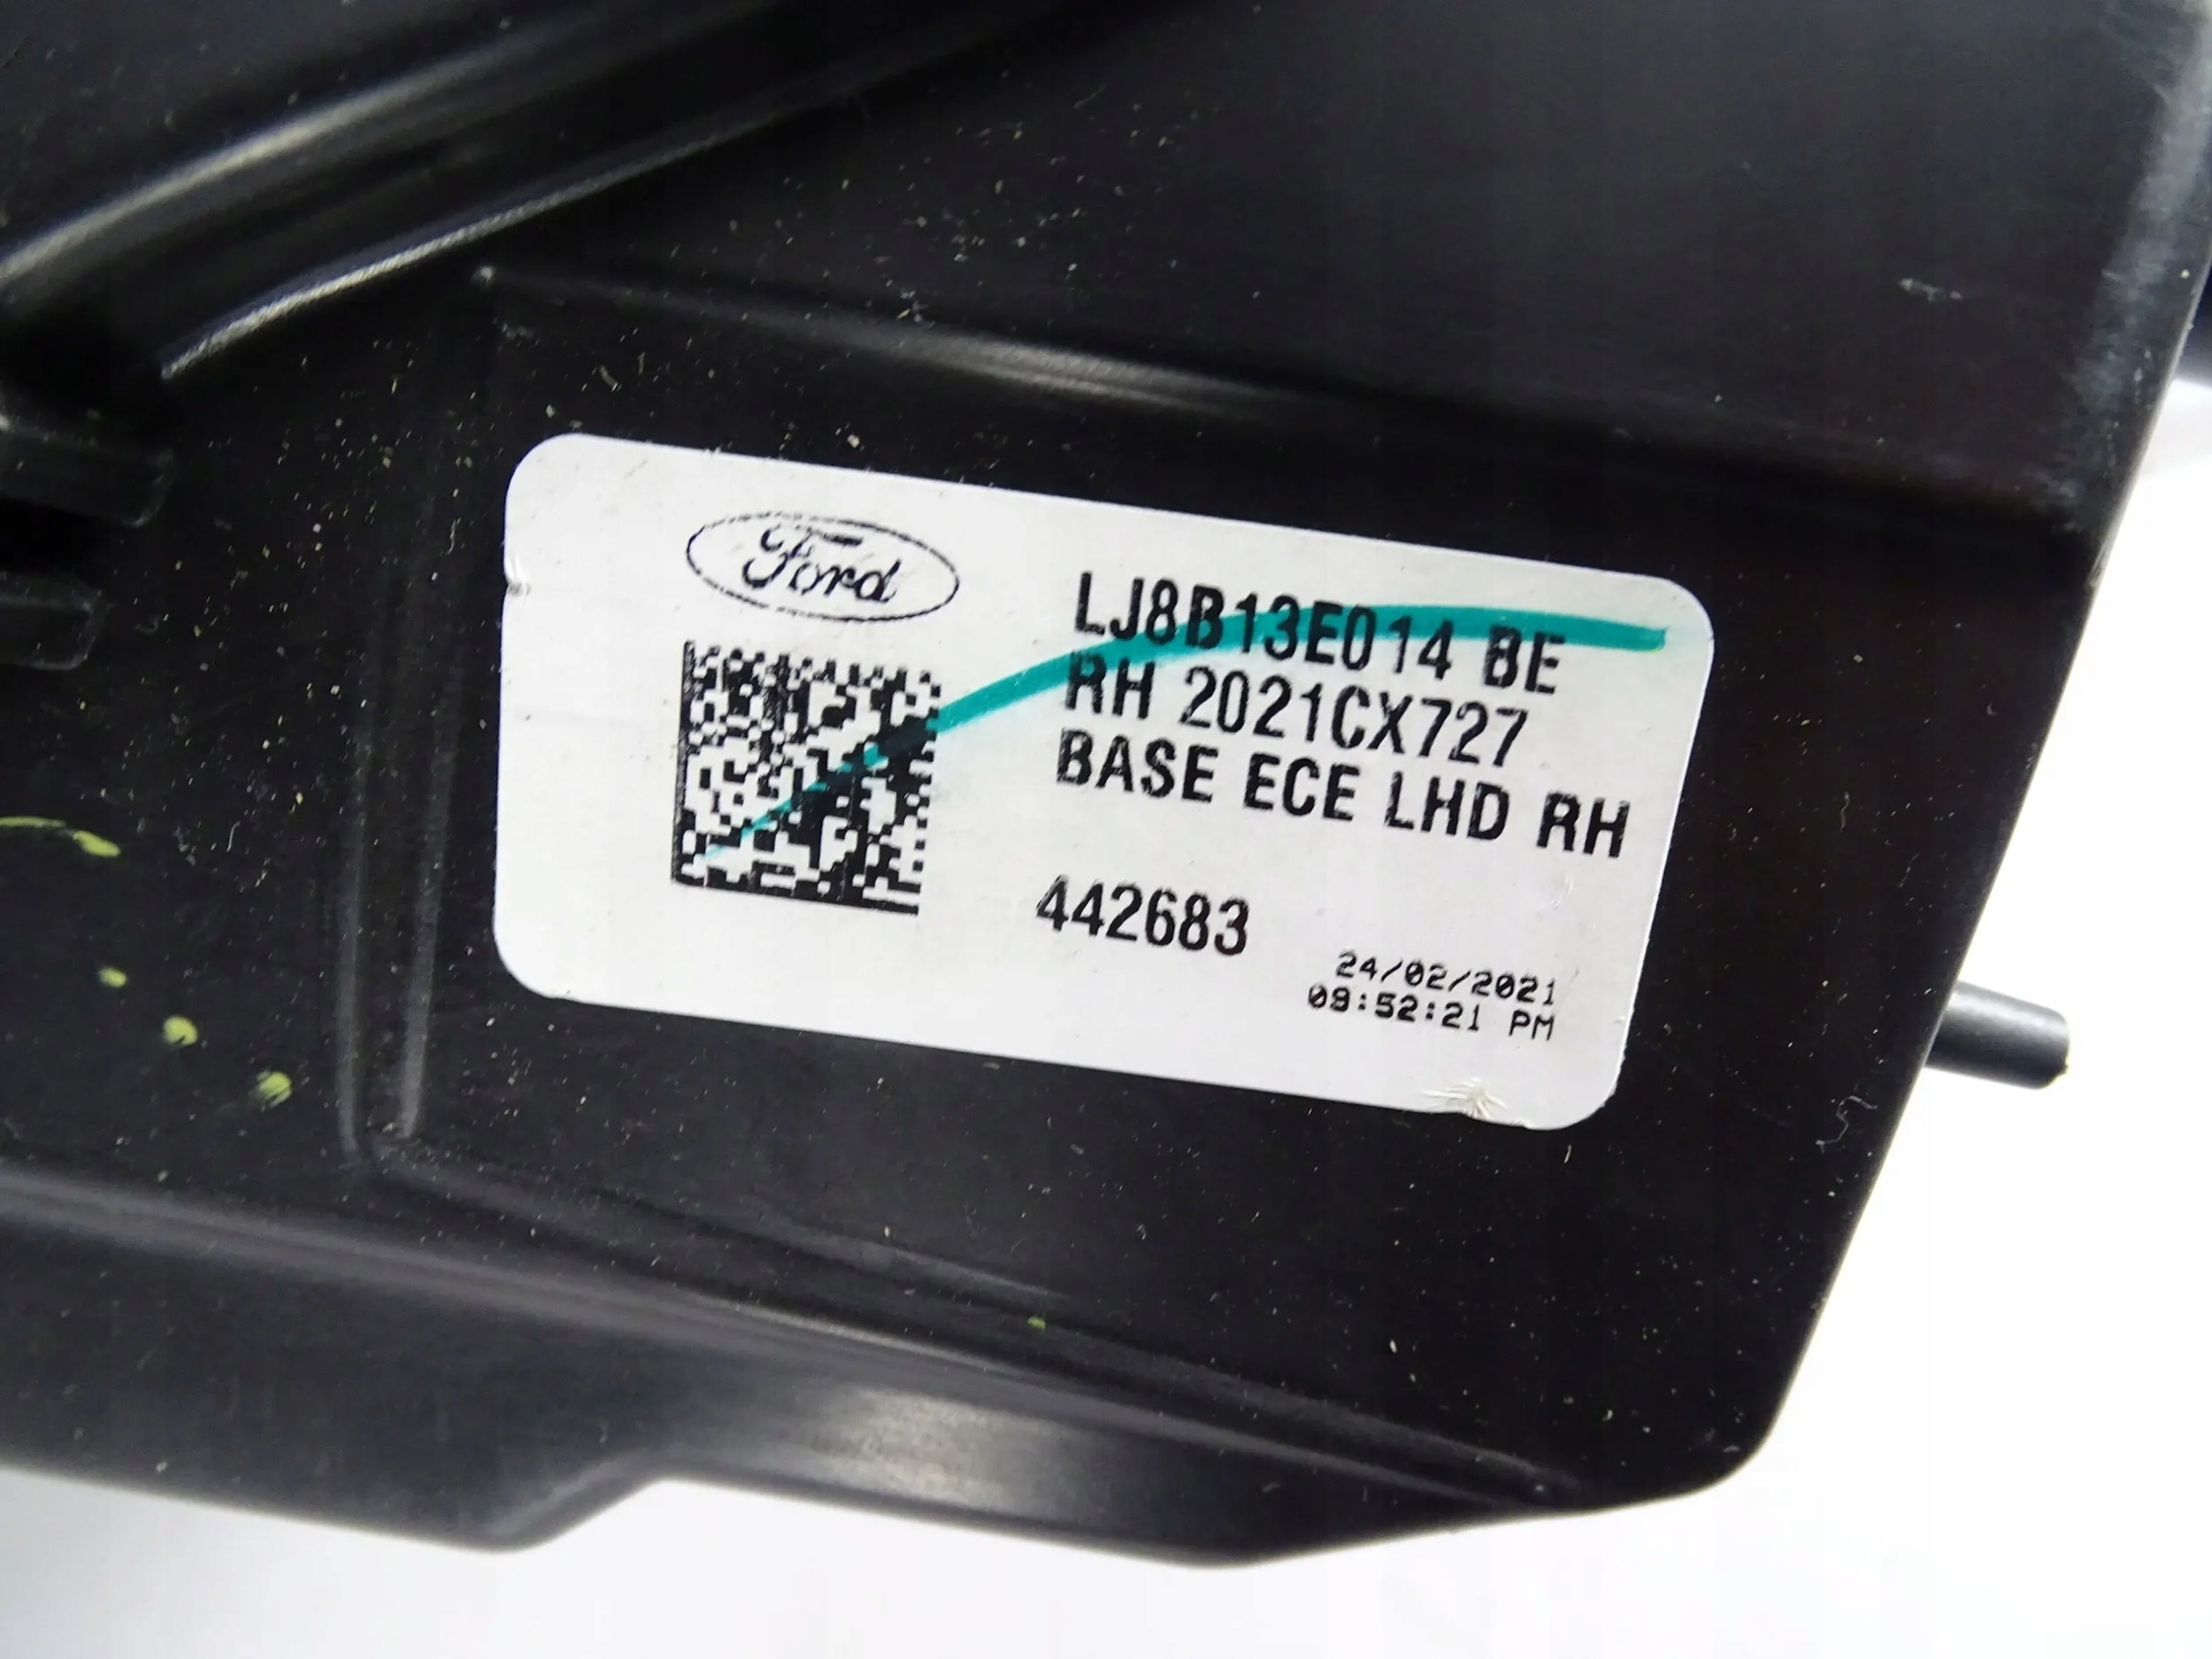 Ford
LJ8B13E014 BE
RH 2021CX727
BASE ECE LHD RH
442683
24/02/2021
09:52:21 PM